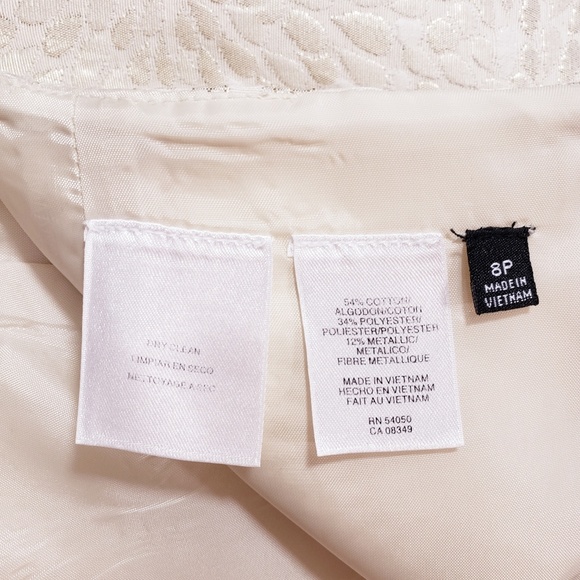 DRY CLEAN
LIMPIAR EN SECO
NETTOYAGE A SEC
54% COTTON/
ALGODON/COTON
34% POLYESTER/
POLIESTER/POLYESTER
12% METALLIC/
METALICO/
FIBRE METALLIQUE
MADE IN VIETNAM
HECHO EN VIETNAM
FAIT AU VIETNAM
RN 54050
CA 08349
8P
MADE IN
VIETNAM